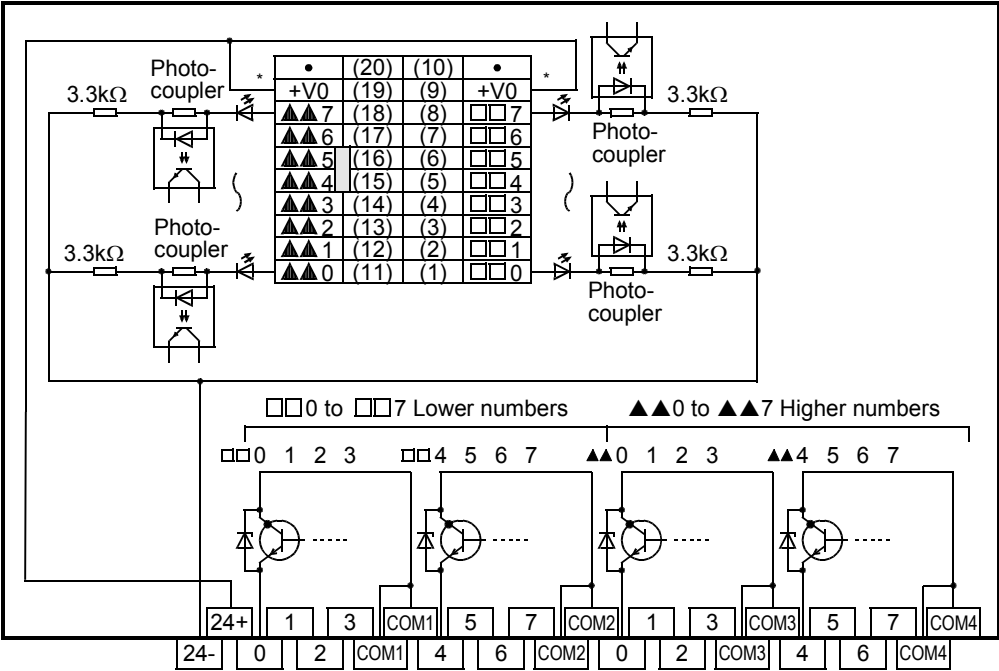 Photo-
coupler
3.3kΩ
*
• (20) (10) •
+V0 (19) (9) +V0
▲▲7 (18) (8) □□7
▲▲6 (17) (7) □□6
▲▲5 (16) (6) □□5
▲▲4 (15) (5) □□4
▲▲3 (14) (4) □□3
▲▲2 (13) (3) □□2
▲▲1 (12) (2) □□1
▲▲0 (11) (1) □□0
*
3.3kΩ
Photo-
coupler
Photo-
coupler
3.3kΩ
3.3kΩ
Photo-
coupler
□□0 to □□7 Lower numbers ▲▲0 to ▲▲7 Higher numbers
□□0 1 2 3 □□4 5 6 7 ▲▲0 1 2 3 ▲▲4 5 6 7
24+ 1 3 COM1 5 7 COM2 1 3 COM3 5 7 COM4
24- 0 2 COM1 4 6 COM2 0 2 COM3 4 6 COM4